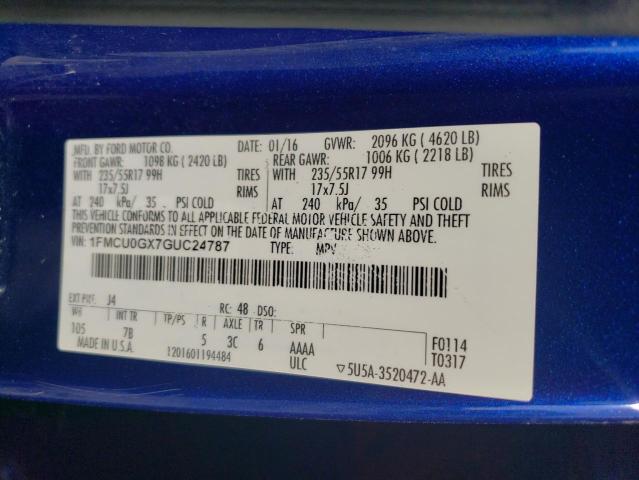 MFD. BY FORD MOTOR CO.
DATE: 01/16 GVWR: 2096 KG ( 4620 LB)
FRONT GAWR: 1098 KG ( 2420 LB) REAR GAWR: 1006 KG ( 2218 LB)
WITH 235/55R17 99H TIRES WITH 235/55R17 99H TIRES
17x7.5J RIMS 17x7.5J RIMS
AT 240 kPa/ 35 PSI COLD AT 240 kPa/ 35 PSI COLD
THIS VEHICLE CONFORMS TO ALL APPLICABLE FEDERAL MOTOR VEHICLE SAFETY AND THEFT
PREVENTION STANDARDS IN EFFECT ON THE DATE OF MANUFACTURE SHOWN ABOVE.
VIN: 1FMCU0GX7GUC24787 TYPE: MPV
EXT PNT: J4 RC: 48 DSO:
WB INT TR TP/PS R AXLE TR SPR
105 7B 5 3C 6 AAAA F0114
MADE IN U.S.A. 1201601194484 ULC T0317
▽5U5A-3520472-AA